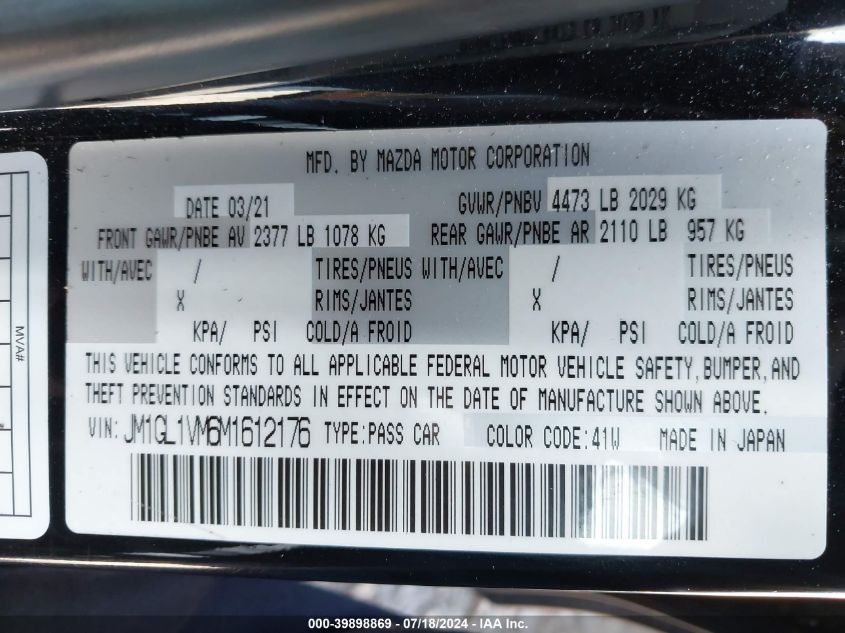 MFD. BY MAZDA MOTOR CORPORATION
DATE 03/21 GVWR/PNBV 4473 LB 2029 KG
FRONT GAWR/PNBE AV 2377 LB 1078 KG REAR GAWR/PNBE AR 2110 LB 957 KG
WITH/AVEC / TIRES/PNEUS WITH/AVEC / TIRES/PNEUS
X RIMS/JANTES X RIMS/JANTES
KPA/ PSI COLD/A FROID KPA/ PSI COLD/A FROID
THIS VEHICLE CONFORMS TO ALL APPLICABLE FEDERAL MOTOR VEHICLE SAFETY, BUMPER, AND
THEFT PREVENTION STANDARDS IN EFFECT ON THE DATE OF MANUFACTURE SHOWN ABOVE.
VIN: JM1GL1VM6M1612176 TYPE:PASS CAR COLOR CODE:41W MADE IN JAPAN
MVA#
000-39898869 - 07/18/2024 - IAA Inc.